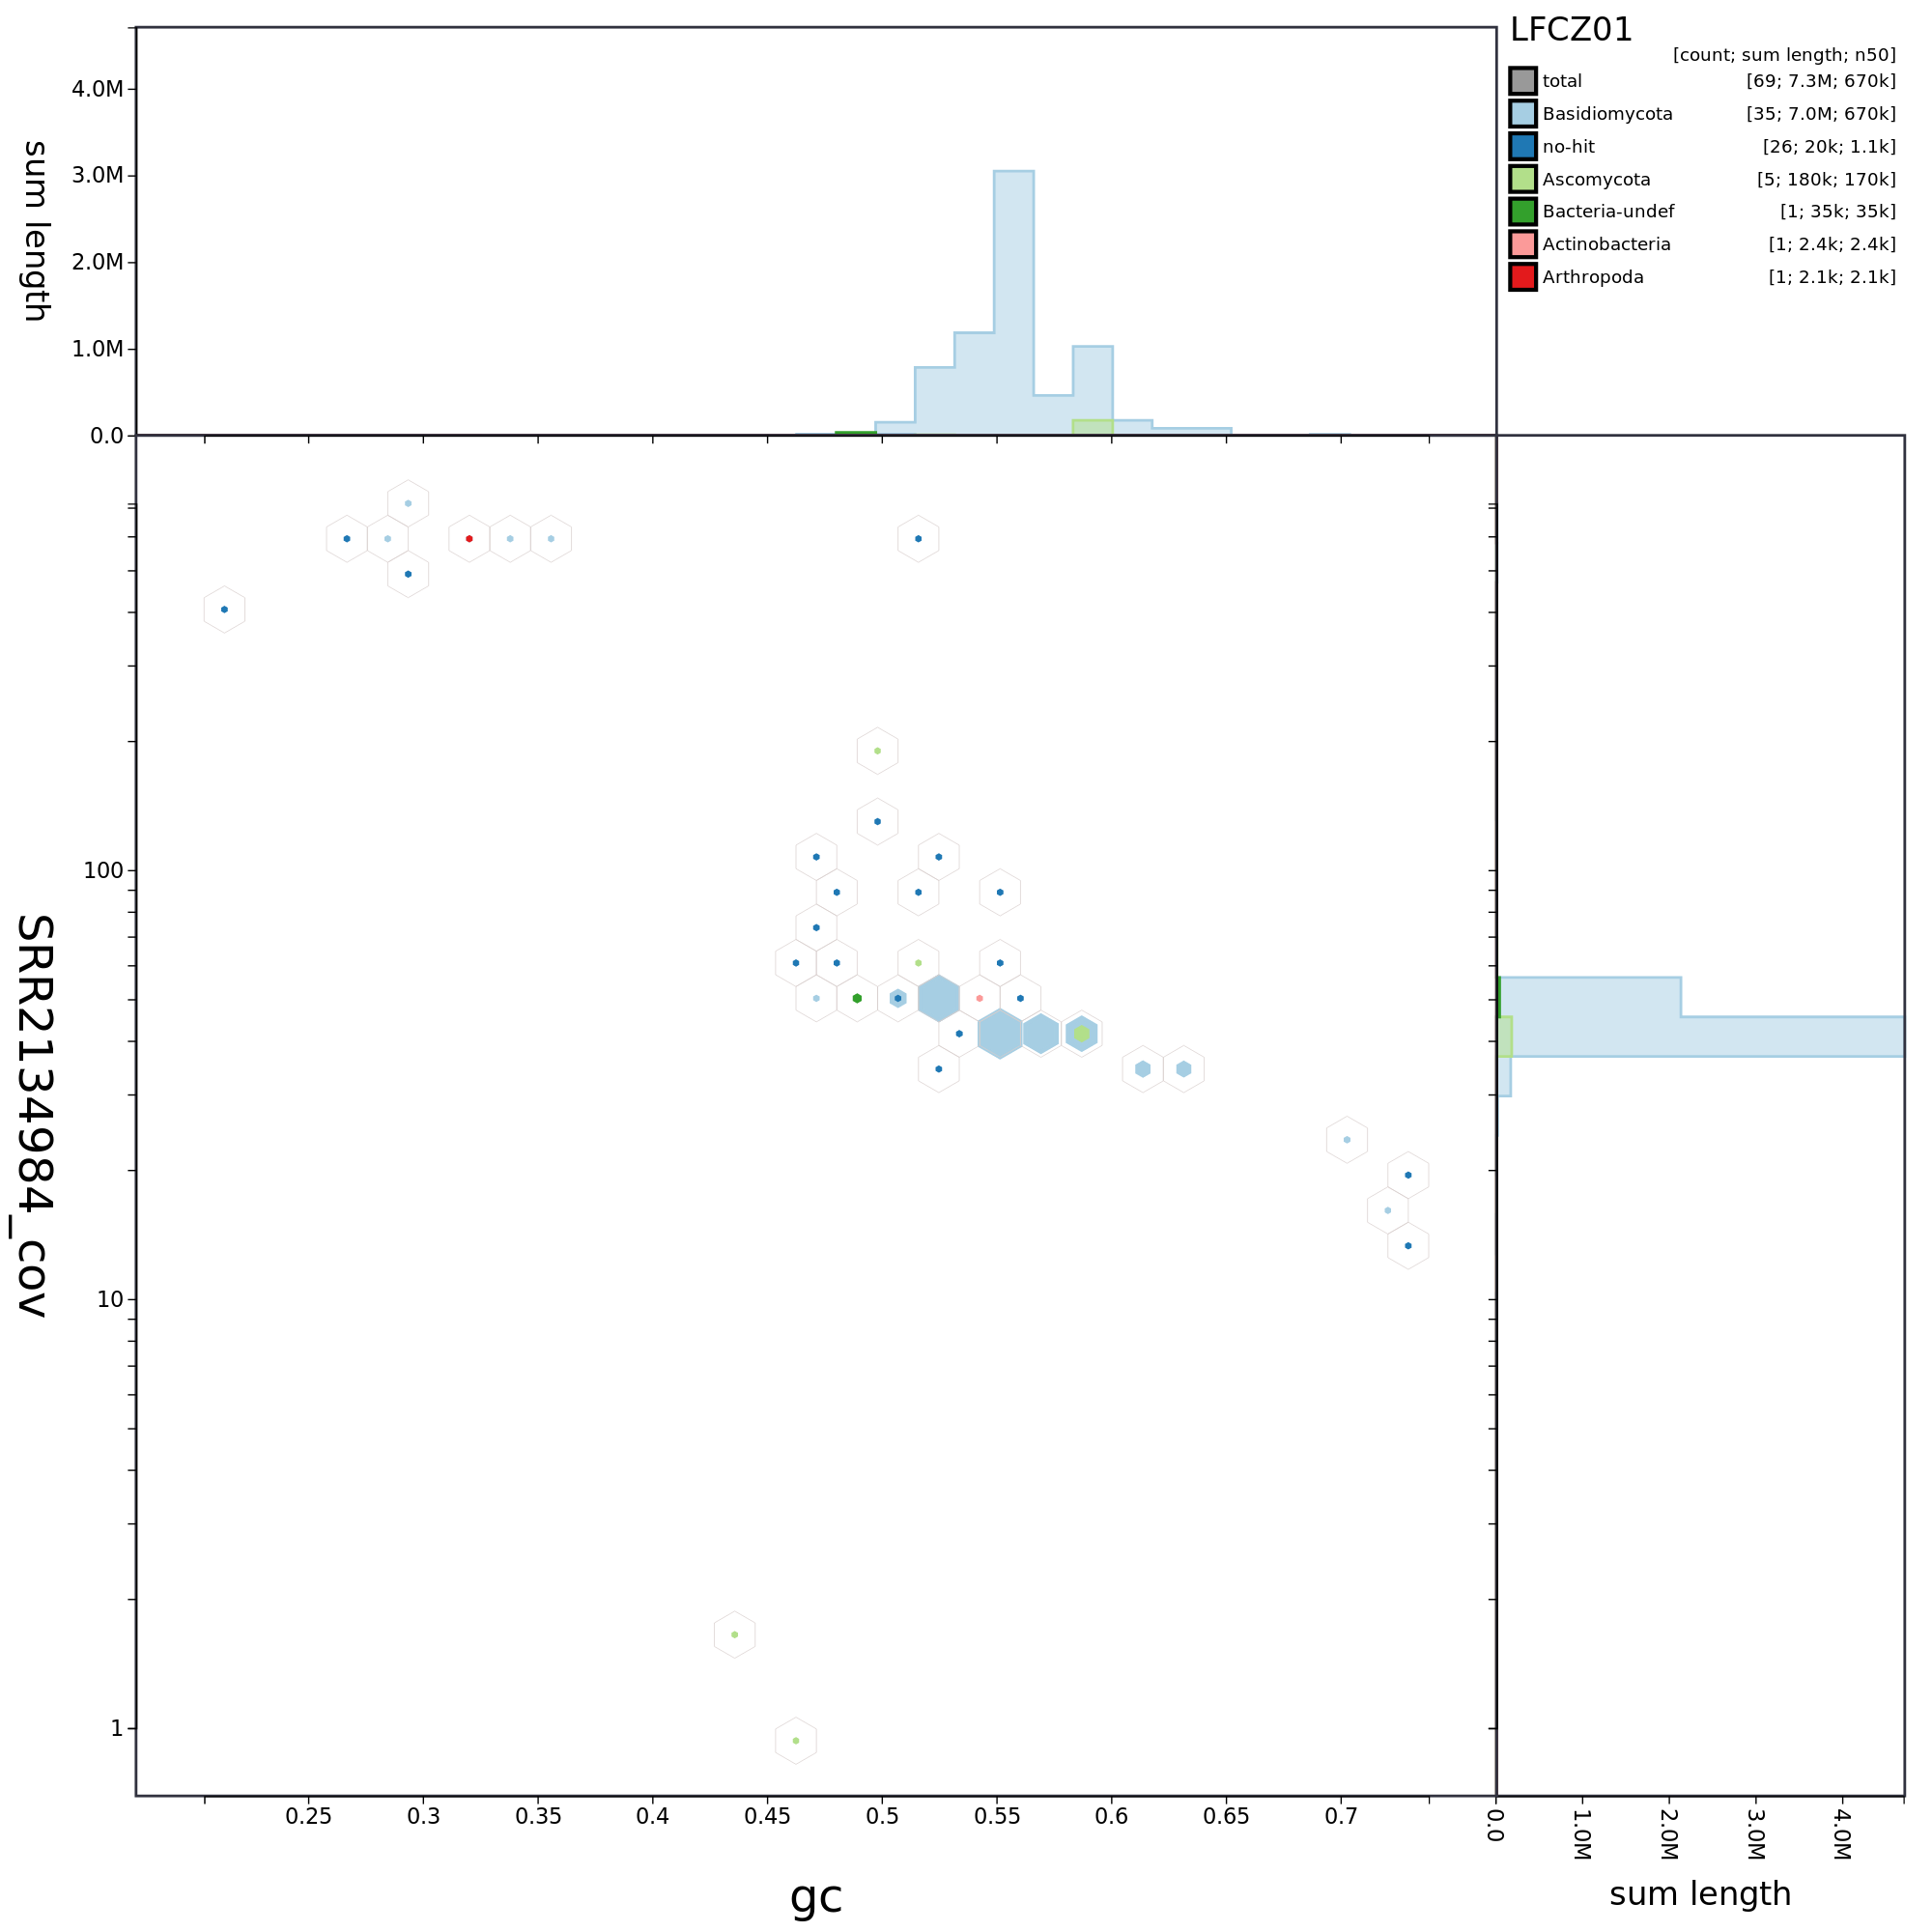 LFCZ01
[count; sum length; n50]
total [69; 7.3M; 670k]
Basidiomycota [35; 7.0M; 670k]
no-hit [26; 20k; 1.1k]
Ascomycota [5; 180k; 170k]
Bacteria-undef [1; 35k; 35k]
Actinobacteria [1; 2.4k; 2.4k]
Arthropoda [1; 2.1k; 2.1k]
sum length
4.0M
3.0M
2.0M
1.0M
0.0
SRR2134984_cov
100
10
1
0.25 0.3 0.35 0.4 0.45 0.5 0.55 0.6 0.65 0.7
gc
0.0 1.0M 2.0M 3.0M 4.0M
sum length